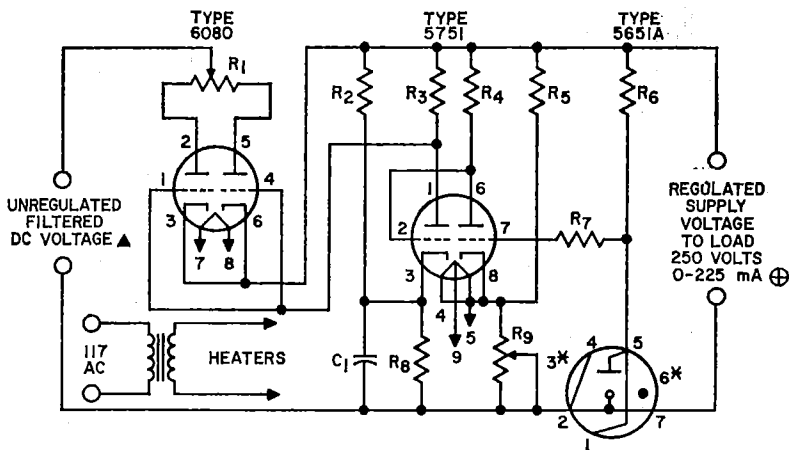 TYPE
6080
TYPE
5751
TYPE
5651A
R1
R2
R3
R4
R5
R6
2
5
1
4
3
6
7
8
1
6
2
7
3
8
4
5
9
R7
UNREGULATED
FILTERED
DC VOLTAGE ▲
REGULATED
SUPPLY
VOLTAGE
TO LOAD
250 VOLTS
0-225 mA ⊕
117
AC
HEATERS
C1
R8
R9
3*
4
5
6*
2
7
1